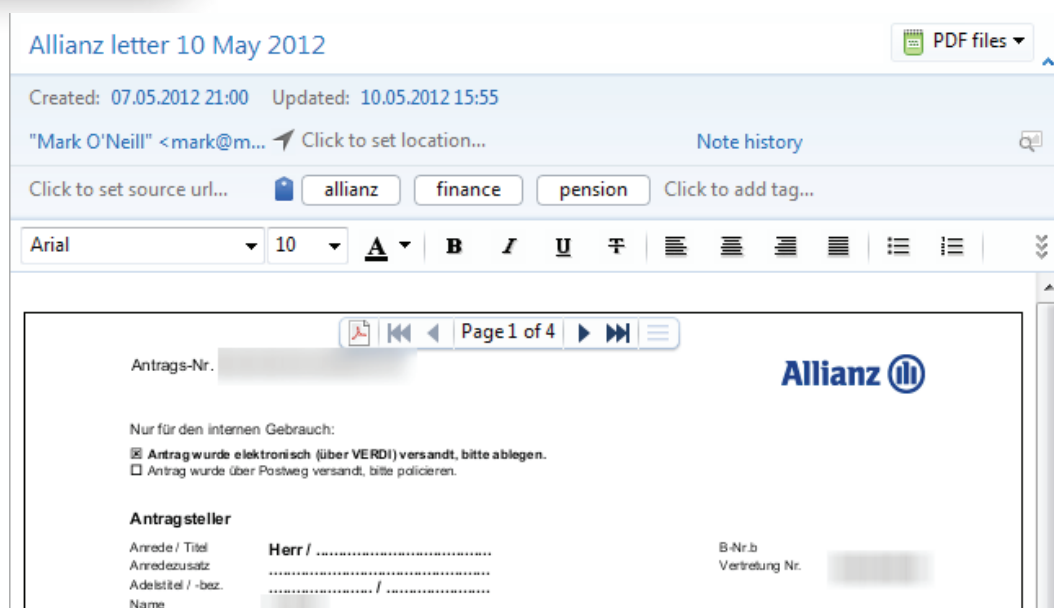 Allianz letter 10 May 2012
PDF files
Created: 07.05.2012 21:00 Updated: 10.05.2012 15:55
"Mark O'Neill" <mark@m... Click to set location... Note history
Click to set source url... allianz finance pension Click to add tag...
Arial 10 A B I U T
Page 1 of 4
Antrags-Nr.
Allianz
Nur für den internen Gebrauch:
Antrag wurde elektronisch (über VERDI) versandt, bitte ablegen.
Antrag wurde über Postweg versandt, bitte policieren.
Antragsteller
Anrede / Titel Herr / ....................................... B-Nr.b
Anredezusatz .................................................. Vertretung Nr.
Adelstitel / -bez. ....................... / .......................
Name